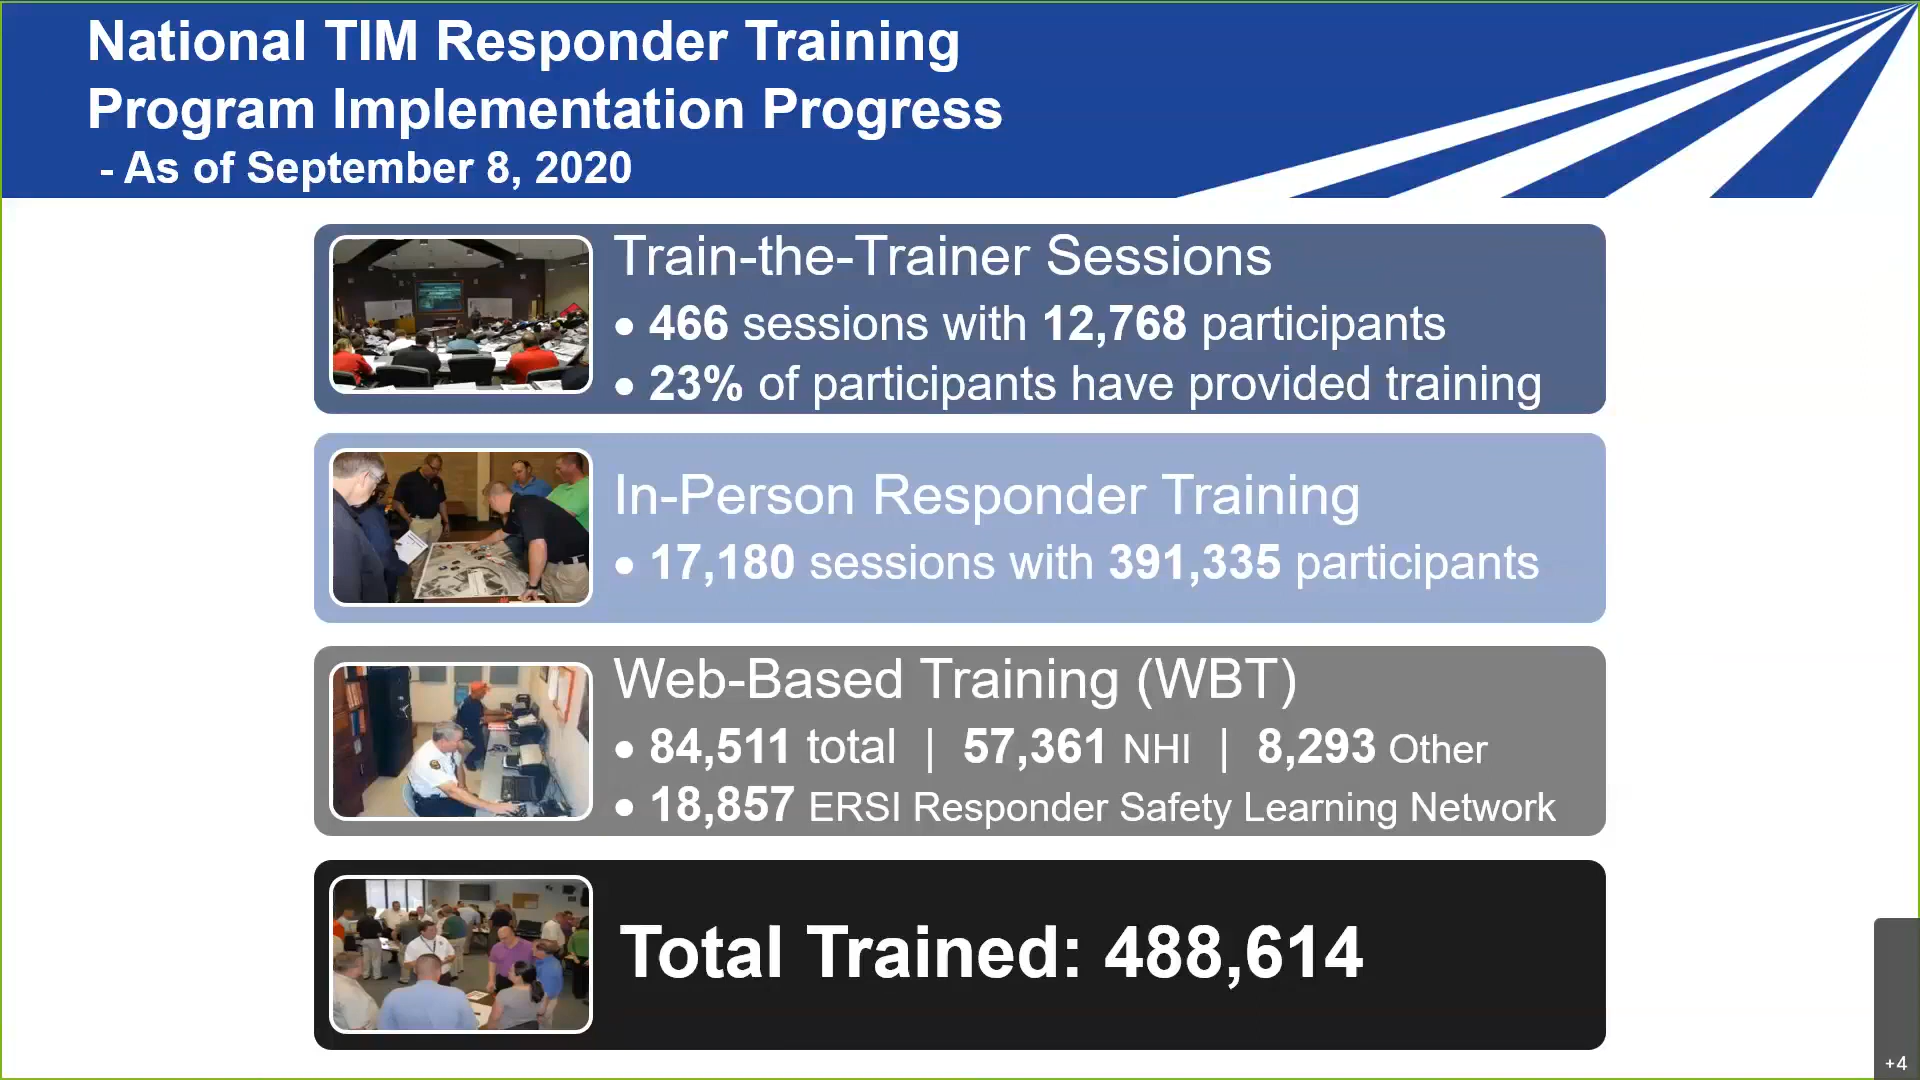 National TIM Responder Training
Program Implementation Progress
- As of September 8, 2020
Train-the-Trainer Sessions
• 466 sessions with 12,768 participants
• 23% of participants have provided training
In-Person Responder Training
• 17,180 sessions with 391,335 participants
Web-Based Training (WBT)
• 84,511 total | 57,361 NHI | 8,293 Other
• 18,857 ERSI Responder Safety Learning Network
Total Trained: 488,614
+4